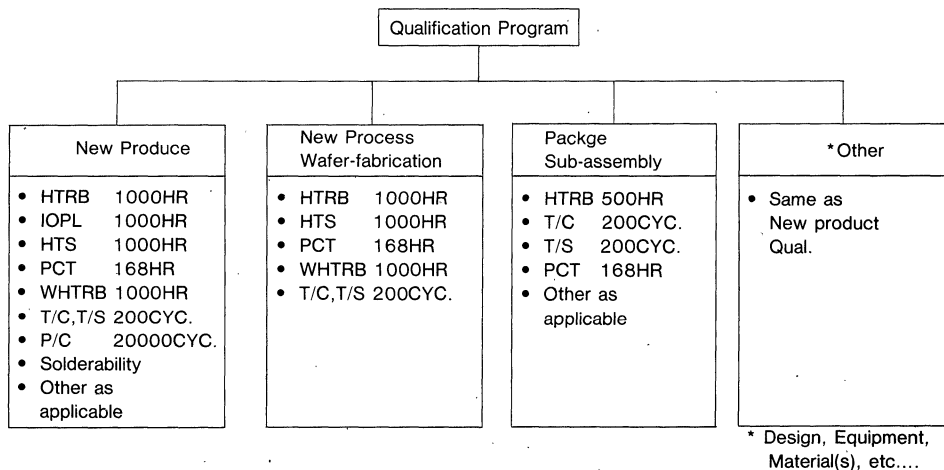 Qualification Program
New Produce
• HTRB 1000HR
• IOPL 1000HR
• HTS 1000HR
• PCT 168HR
• WHTRB 1000HR
• T/C,T/S 200CYC.
• P/C 20000CYC.
• Solderability
• Other as
applicable
New Process
Wafer-fabrication
• HTRB 1000HR
• HTS 1000HR
• PCT 168HR
• WHTRB 1000HR
• T/C,T/S 200CYC.
Packge
Sub-assembly
• HTRB 500HR
• T/C 200CYC.
• T/S 200CYC.
• PCT 168HR
• Other as
applicable
*Other
• Same as
New product
Qual.
* Design, Equipment,
Material(s), etc....